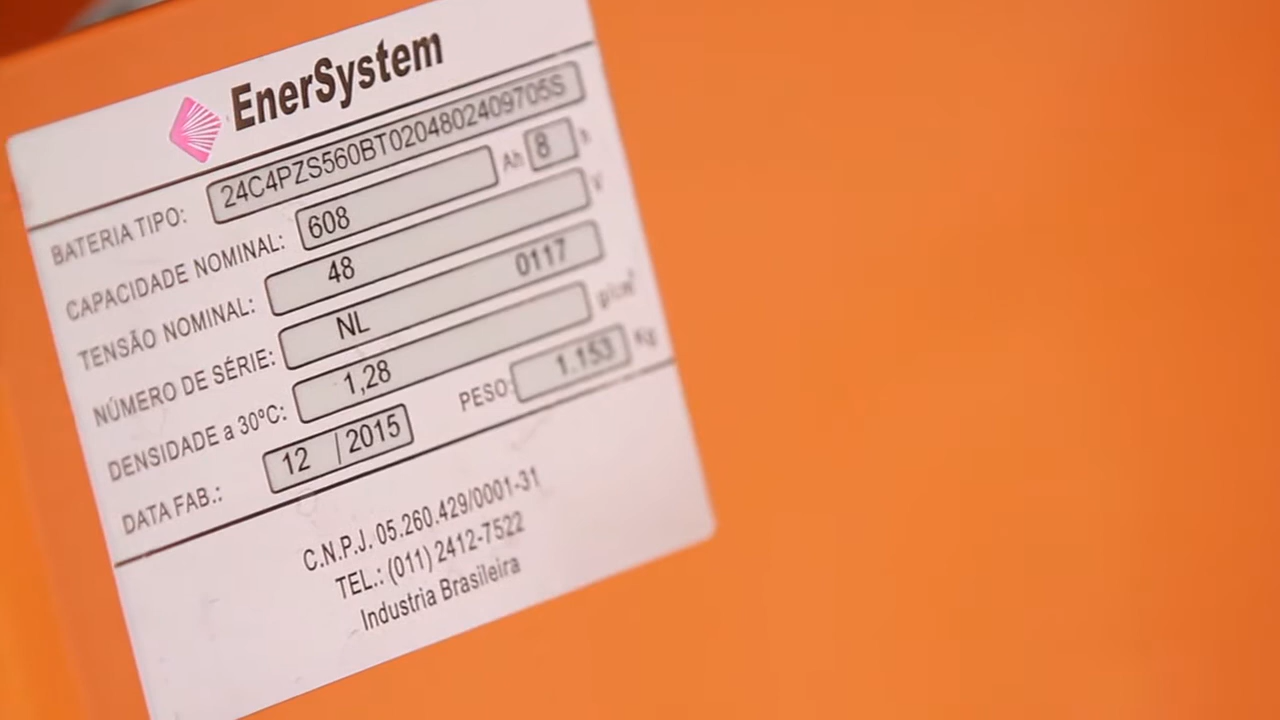 EnerSystem
BATERIA TIPO: 24C4PZS560BT0204802409705S
CAPACIDADE NOMINAL: 608 Ah 8 h
TENSÃO NOMINAL: 48 V
NÚMERO DE SÉRIE: NL 0117
DENSIDADE a 30ºC: 1,28 g/cm³
DATA FAB.: 12 / 2015 PESO: 1.153 Kg
C.N.P.J. 05.260.429/0001-31
TEL.: (011) 2412-7522
Industria Brasileira